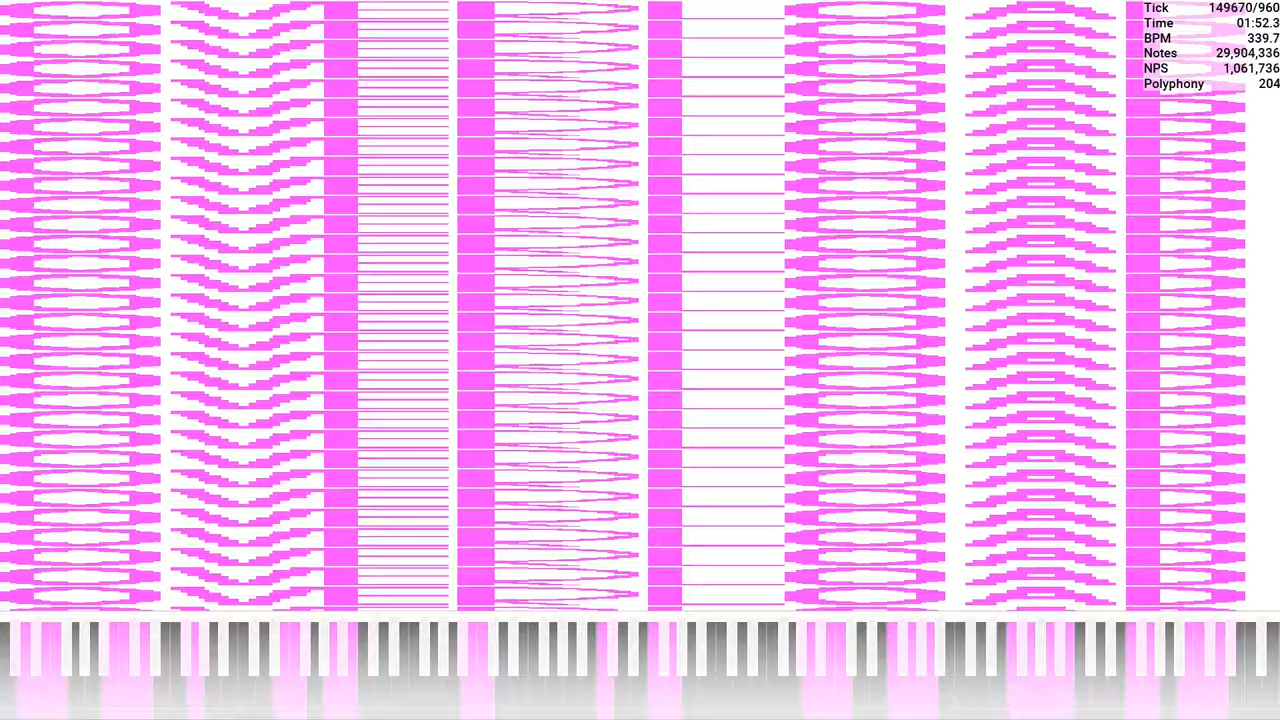 Tick 149670/960
Time 01:52.9
BPM 339.7
Notes 29,904,336
NPS 1,061,736
Polyphony 204